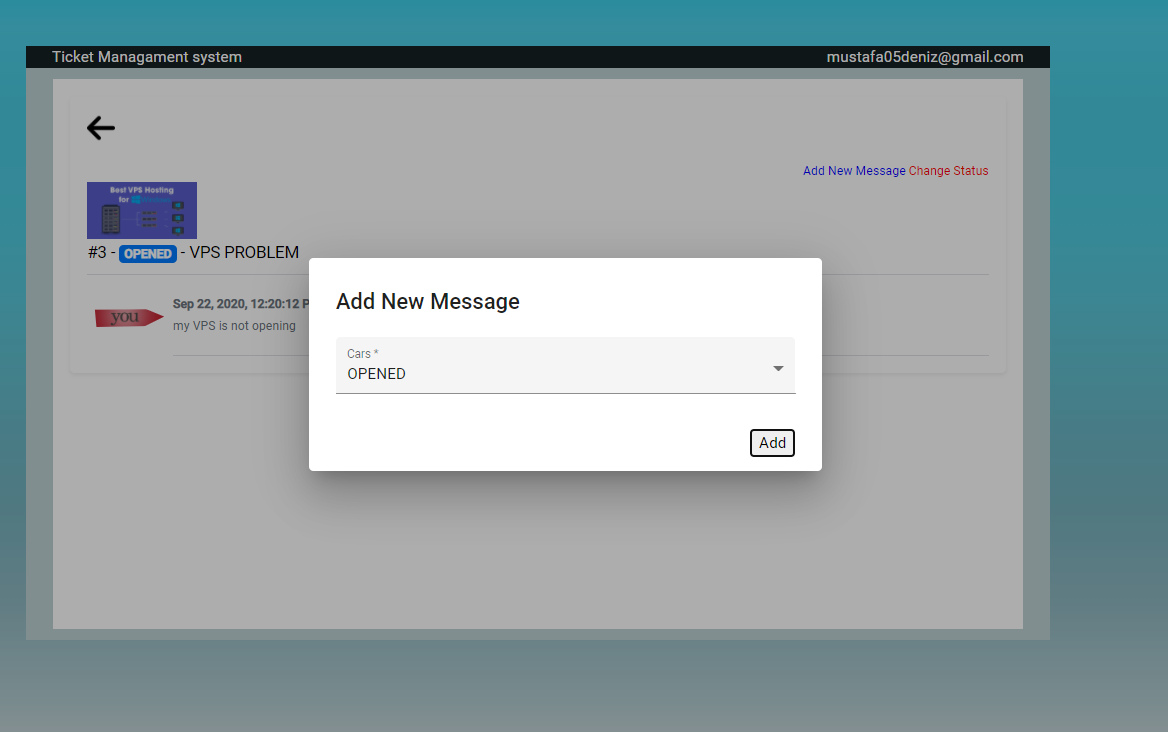 Ticket Managament system
mustafa05deniz@gmail.com
Add New Message Change Status
Best VPS Hosting
for
#3 - OPENED - VPS PROBLEM
you
Sep 22, 2020, 12:20:12 P
my VPS is not opening
Add New Message
Cars *
OPENED
Add